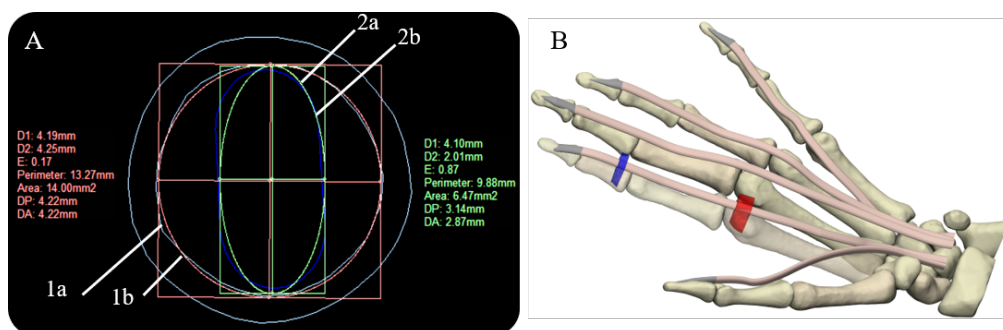 A
2a
2b
D1: 4.19mm
D2: 4.25mm
E: 0.17
Perimeter: 13.27mm
Area: 14.00mm2
DP: 4.22mm
DA: 4.22mm
D1: 4.10mm
D2: 2.01mm
E: 0.87
Perimeter: 9.88mm
Area: 6.47mm2
DP: 3.14mm
DA: 2.87mm
1a
1b
B